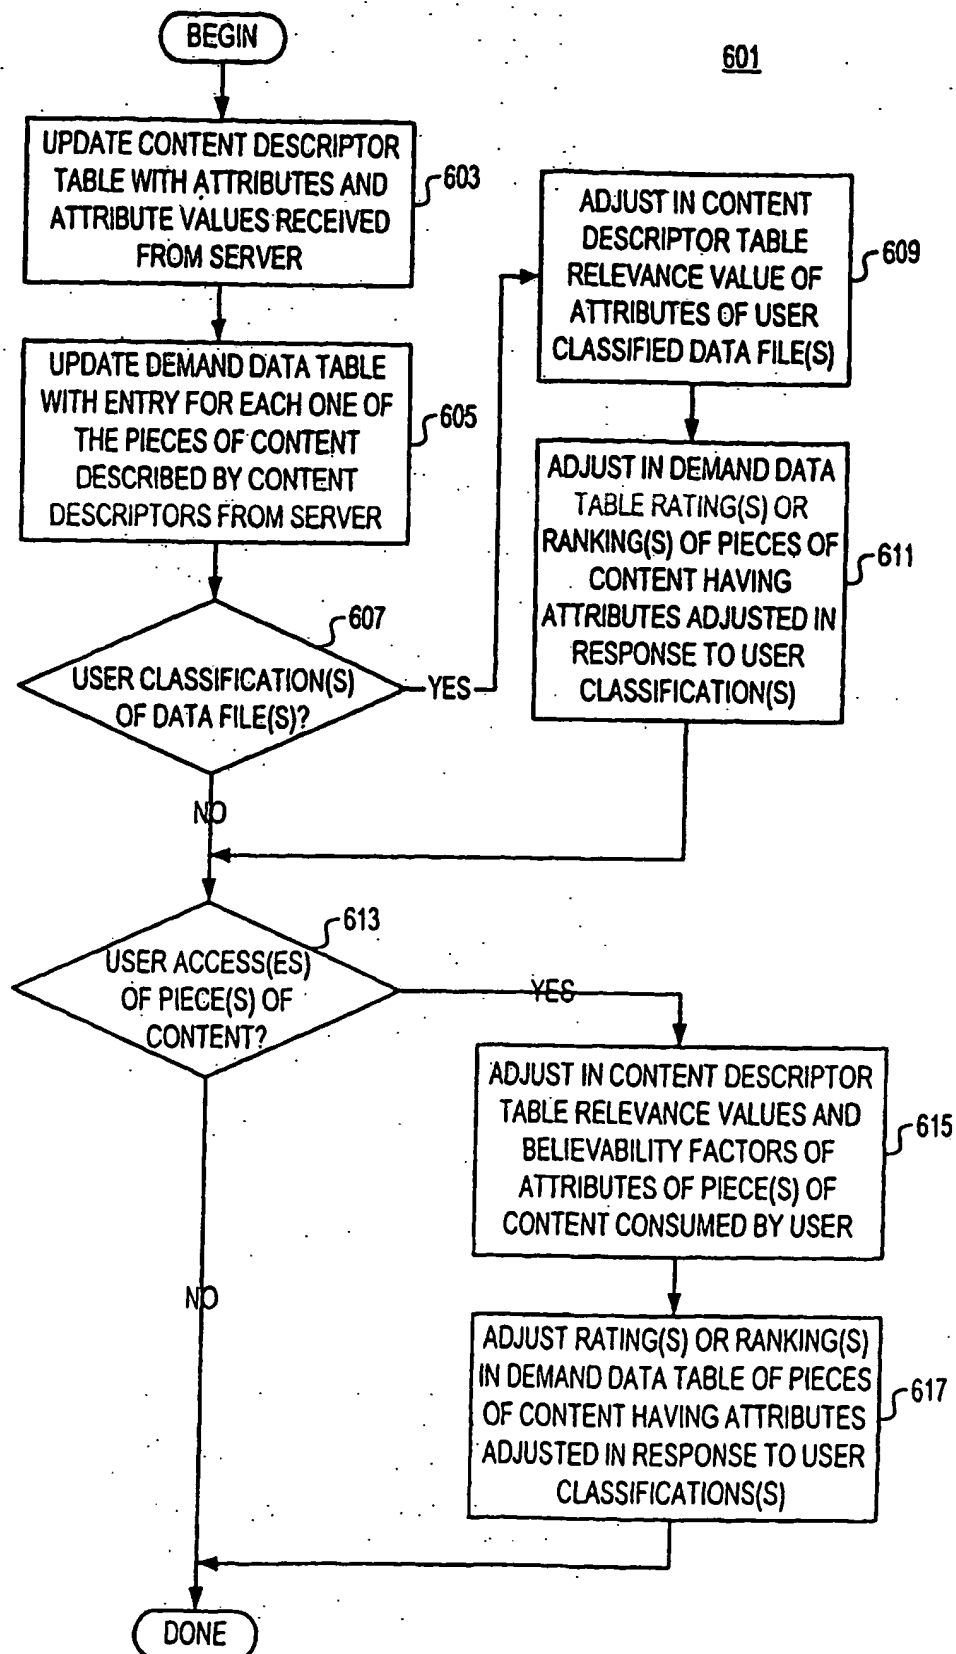 BEGIN
601
UPDATE CONTENT DESCRIPTOR
TABLE WITH ATTRIBUTES AND
ATTRIBUTE VALUES RECEIVED
FROM SERVER
603
UPDATE DEMAND DATA TABLE
WITH ENTRY FOR EACH ONE OF
THE PIECES OF CONTENT
DESCRIBED BY CONTENT
DESCRIPTORS FROM SERVER
605
USER CLASSIFICATION(S)
OF DATA FILE(S)?
607
YES
NO
ADJUST IN CONTENT
DESCRIPTOR TABLE
RELEVANCE VALUE OF
ATTRIBUTES OF USER
CLASSIFIED DATA FILE(S)
609
ADJUST IN DEMAND DATA
TABLE RATING(S) OR
RANKING(S) OF PIECES OF
CONTENT HAVING
ATTRIBUTES ADJUSTED IN
RESPONSE TO USER
CLASSIFICATION(S)
611
USER ACCESS(ES)
OF PIECE(S) OF
CONTENT?
613
YES
NO
ADJUST IN CONTENT DESCRIPTOR
TABLE RELEVANCE VALUES AND
BELIEVABILITY FACTORS OF
ATTRIBUTES OF PIECE(S) OF
CONTENT CONSUMED BY USER
615
ADJUST RATING(S) OR RANKING(S)
IN DEMAND DATA TABLE OF PIECES
OF CONTENT HAVING ATTRIBUTES
ADJUSTED IN RESPONSE TO USER
CLASSIFICATIONS(S)
617
DONE